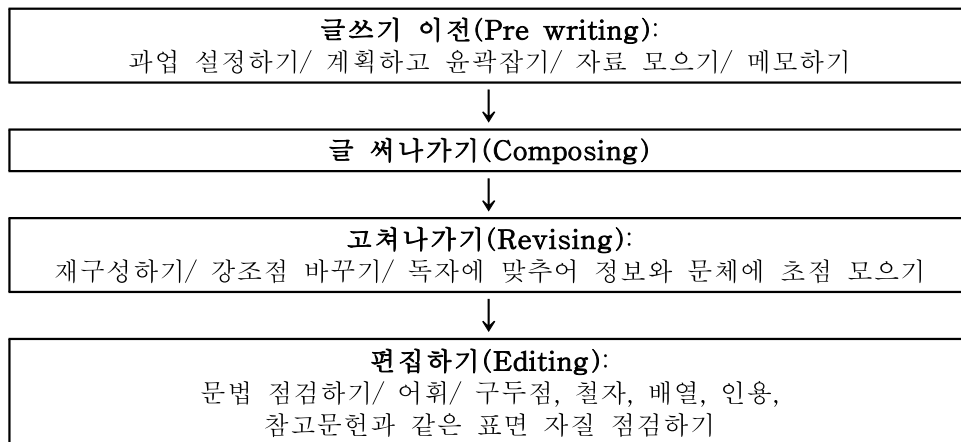 글쓰기 이전(Pre writing):
과업 설정하기/ 계획하고 윤곽잡기/ 자료 모으기/ 메모하기
글 써나가기(Composing)
고쳐나가기(Revising):
재구성하기/ 강조점 바꾸기/ 독자에 맞추어 정보와 문체에 초점 모으기
편집하기(Editing):
문법 점검하기/ 어휘/ 구두점, 철자, 배열, 인용,
참고문헌과 같은 표면 자질 점검하기